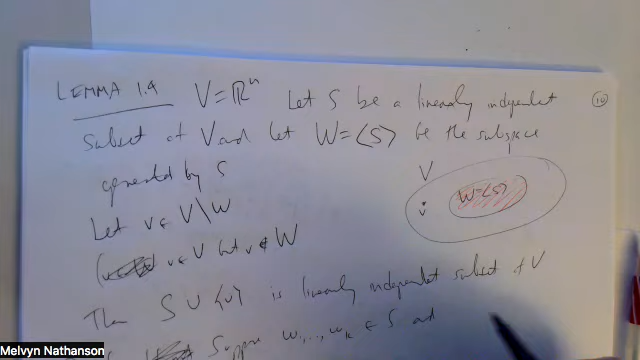 LEMMA 1.9 V = ℝⁿ Let S be a linearly independent
10
subset of V and let W = ⟨S⟩ be the subspace
generated by S
V
W = ⟨S⟩
v
Let v ∈ V \ W
( v ∈ V but v ∉ W
Then S ∪ {v} is linearly independent subset of V
Suppose w₁, ..., wₖ ∈ S and
Melvyn Nathanson